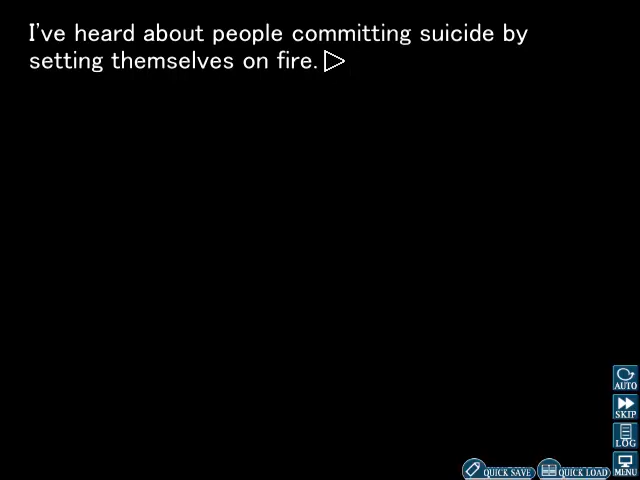 I've heard about people committing suicide by
setting themselves on fire.
AUTO
SKIP
LOG
QUICK SAVE
QUICK LOAD
MENU